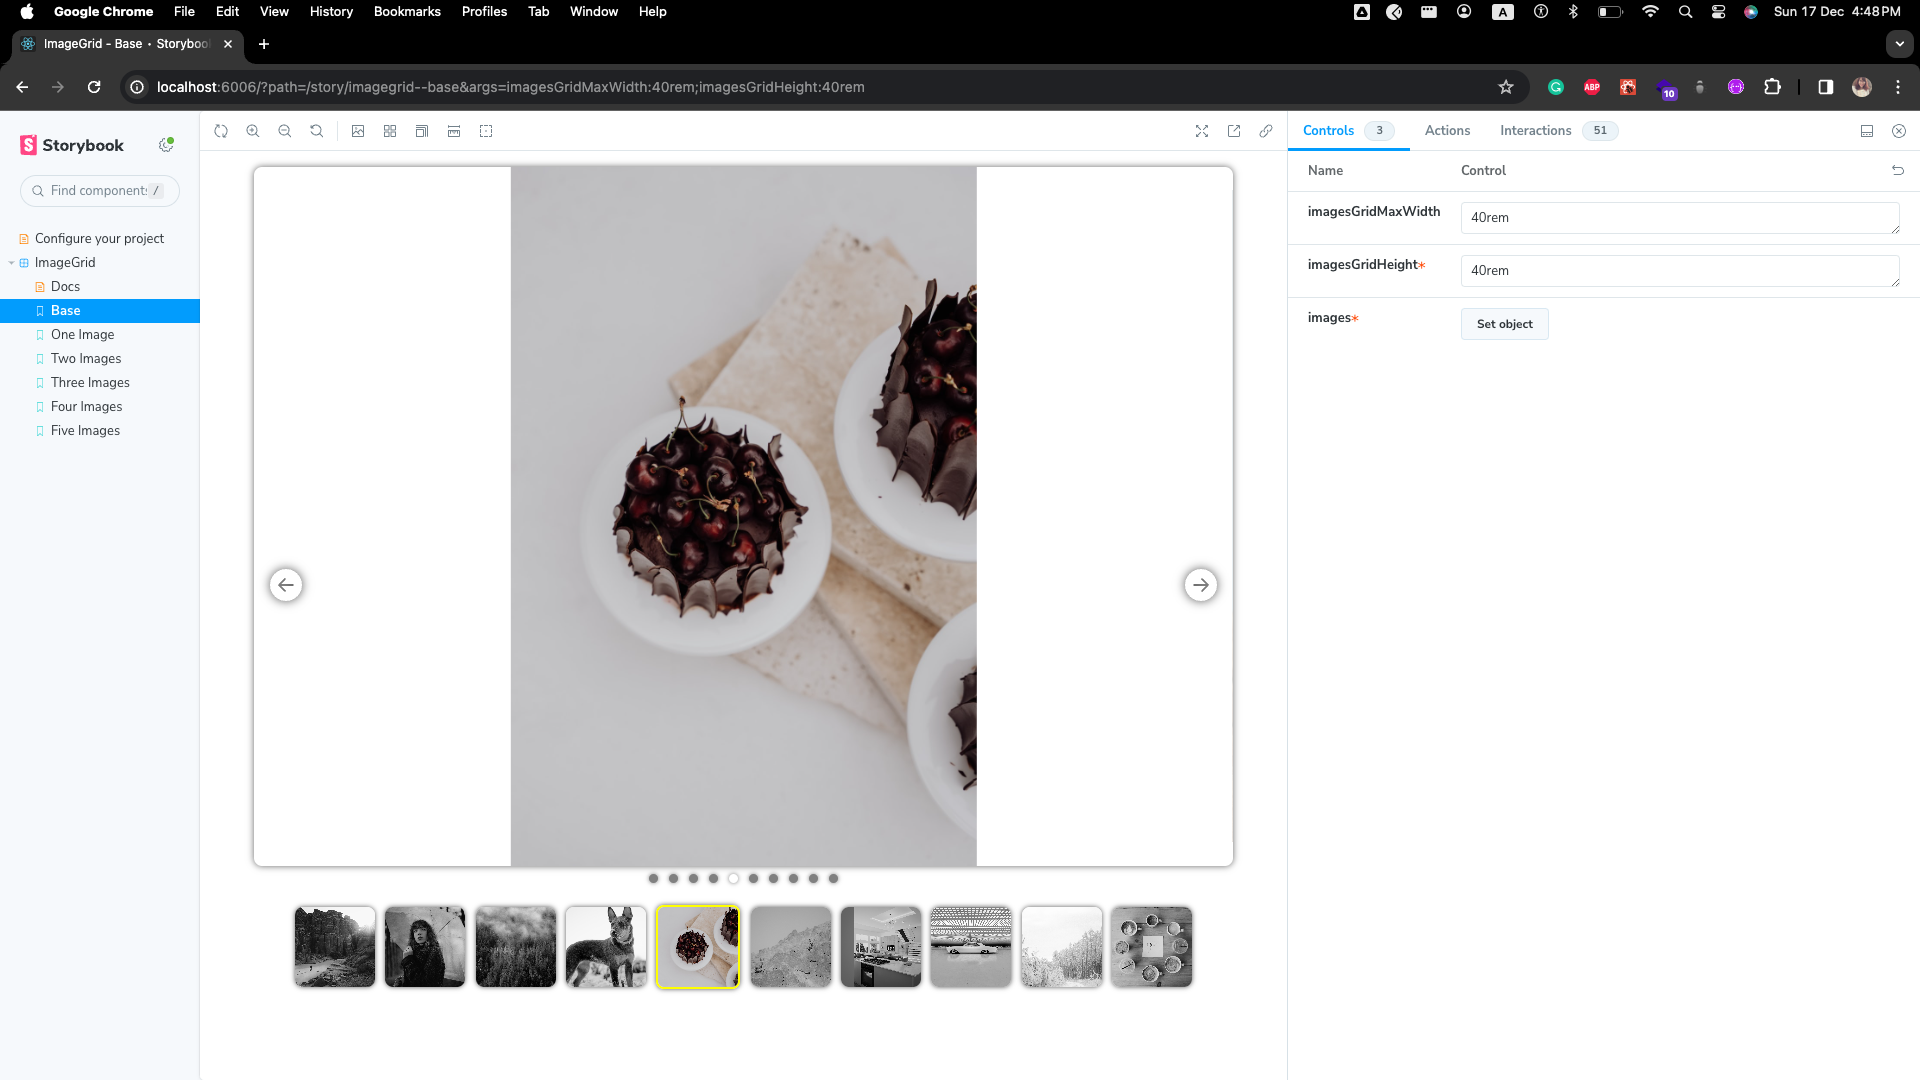 Google Chrome File Edit View History Bookmarks Profiles Tab Window Help A Sun 17 Dec 4:48 PM
ImageGrid - Base • Storyboo
localhost:6006/?path=/story/imagegrid--base&args=imagesGridMaxWidth:40rem;imagesGridHeight:40rem
ABP
10
Storybook
Find component
/
Configure your project
ImageGrid
Docs
Base
One Image
Two Images
Three Images
Four Images
Five Images
Controls 3 Actions Interactions 51
Name Control
imagesGridMaxWidth 40rem
imagesGridHeight* 40rem
images* Set object